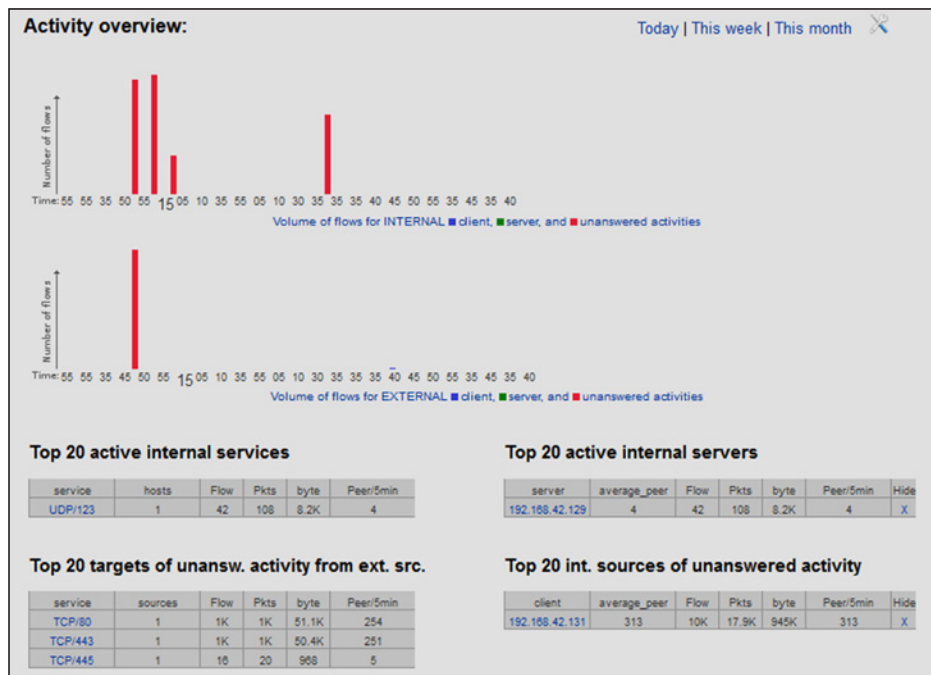 Activity overview:
Today | This week | This month
Number of flows
Time: 55 55 35 50 55 15 05 10 35 55 05 10 30 35 40 50 35 45 35 55 35 45 35 40
Volume of flows for INTERNAL client, server, and unanswered activities
Number of flows
Time: 55 55 35 45 50 55 15 05 10 35 55 05 10 30 35 35 35 40 45 50 55 35 45 35 40
Volume of flows for EXTERNAL client, server, and unanswered activities
Top 20 active internal services
service hosts Flow Pkts byte Peer/5min
UDP/123 1 42 108 8.2K 4
Top 20 active internal servers
server average_peer Flow Pkts byte Peer/5min Hide
192.168.42.129 4 42 108 8.2K 4 X
Top 20 targets of unansw. activity from ext. src.
service sources Flow Pkts byte Peer/5min
TCP/80 1 1K 1K 51.1K 254
TCP/443 1 1K 1K 50.4K 251
TCP/445 1 16 20 968 5
Top 20 int. sources of unanswered activity
client average_peer Flow Pkts byte Peer/5min Hide
192.168.42.131 313 10K 17.9K 945K 313 X